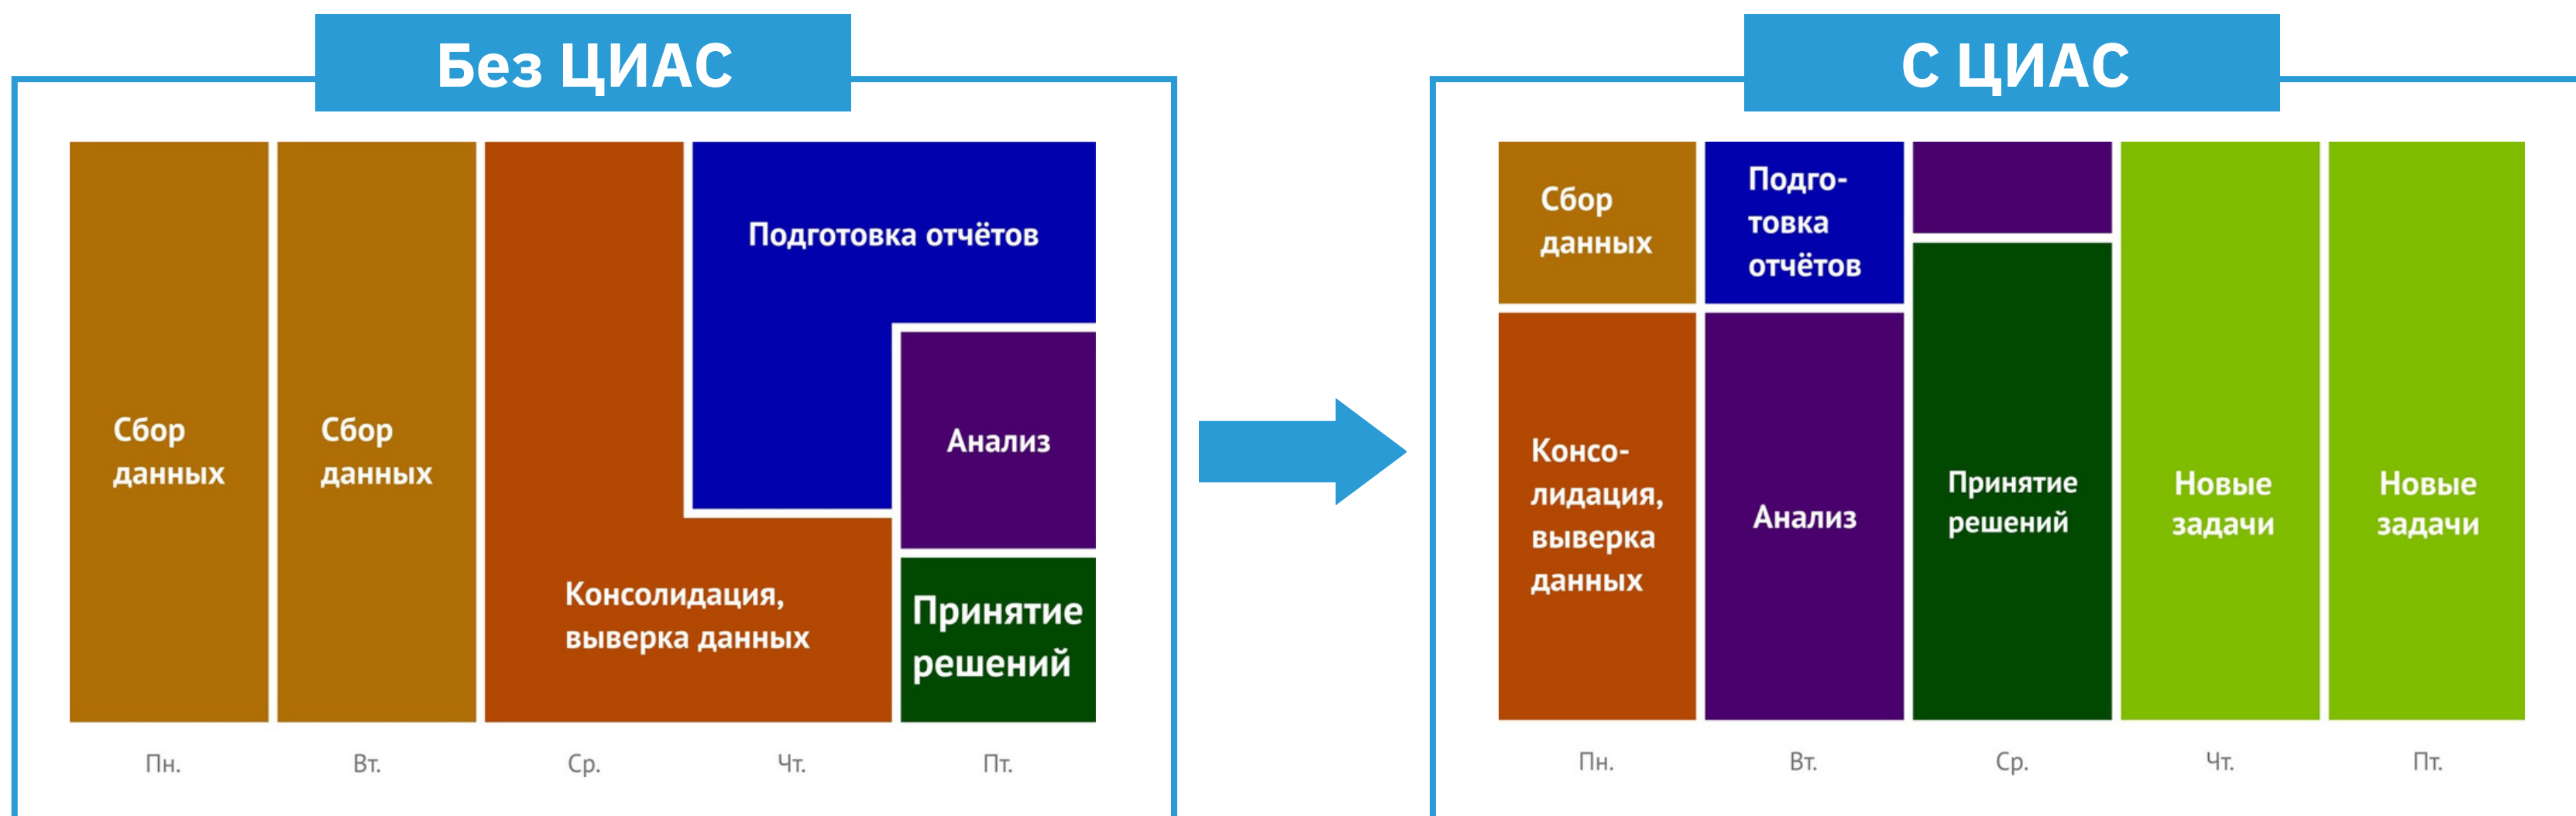 Без ЦИАС
Сбор
данных
Сбор
данных
Консолидация,
выверка данных
Подготовка отчётов
Анализ
Принятие
решений
Пн.
Вт.
Ср.
Чт.
Пт.
С ЦИАС
Сбор
данных
Консо-
лидация,
выверка
данных
Подго-
товка
отчётов
Анализ
Принятие
решений
Новые
задачи
Новые
задачи
Пн.
Вт.
Ср.
Чт.
Пт.